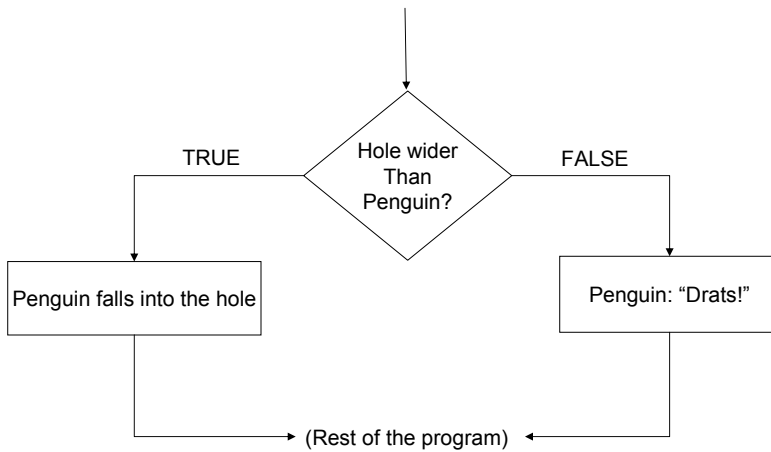 Hole wider
Than
Penguin?
TRUE
FALSE
Penguin falls into the hole
Penguin: “Drats!”
(Rest of the program)